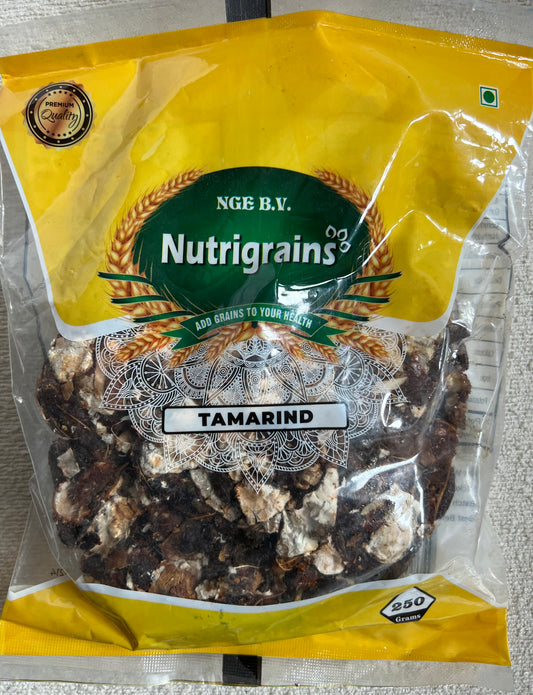 PREMIUM
Quality
NGE B.V.
Nutrigrains
ADD GRAINS TO YOUR HEALTH
TAMARIND
250
Grams